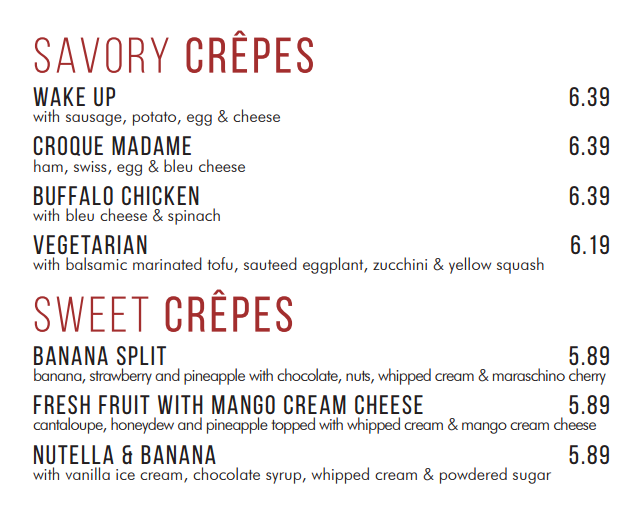 SAVORY CRÊPES
WAKE UP 6.39
with sausage, potato, egg & cheese
CROQUE MADAME 6.39
ham, swiss, egg & bleu cheese
BUFFALO CHICKEN 6.39
with bleu cheese & spinach
VEGETARIAN 6.19
with balsamic marinated tofu, sauteed eggplant, zucchini & yellow squash
SWEET CRÊPES
BANANA SPLIT 5.89
banana, strawberry and pineapple with chocolate, nuts, whipped cream & maraschino cherry
FRESH FRUIT WITH MANGO CREAM CHEESE 5.89
cantaloupe, honeydew and pineapple topped with whipped cream & mango cream cheese
NUTELLA & BANANA 5.89
with vanilla ice cream, chocolate syrup, whipped cream & powdered sugar